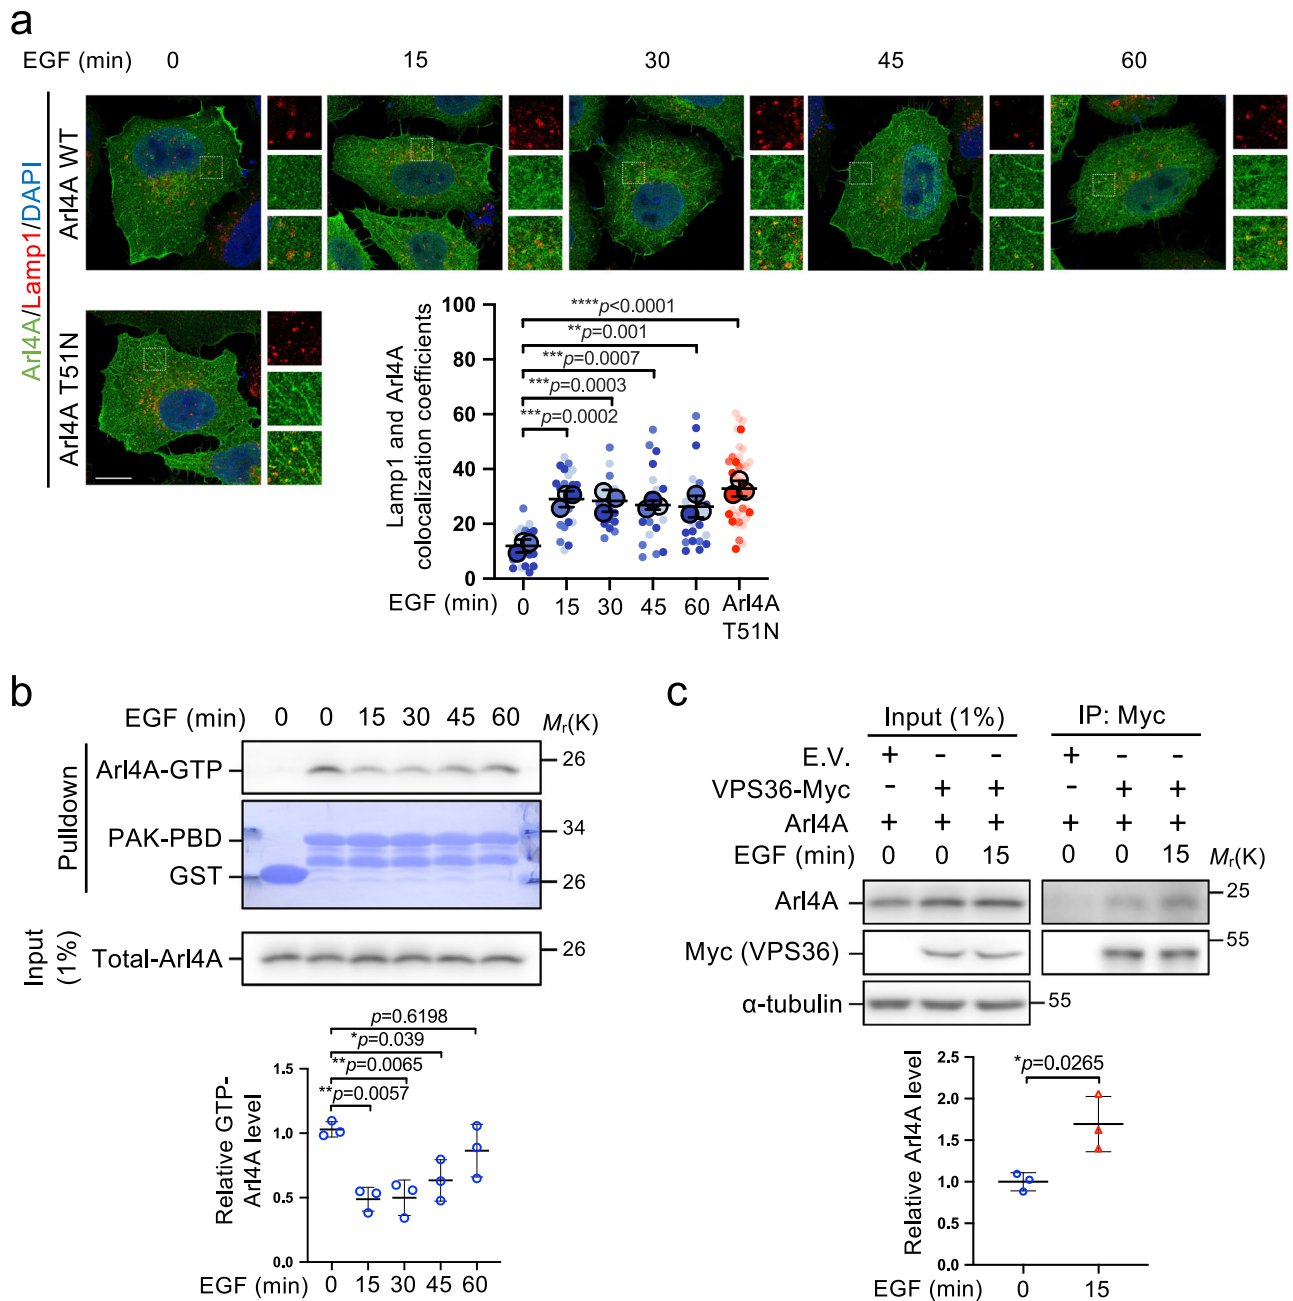 a
EGF (min) 0 15 30 45 60
Arl4A/Lamp1/DAPI
Arl4A WT
Arl4A T51N
Lamp1 and Arl4A
colocalization coefficients
100
80
60
40
20
0
****p<0.0001
**p=0.001
***p=0.0007
***p=0.0003
***p=0.0002
EGF (min) 0 15 30 45 60 Arl4A
T51N
b
EGF (min) 0 0 15 30 45 60 Mr(K)
Pulldown
Arl4A-GTP 26
PAK-PBD 34
GST 26
Input
(1%)
Total-Arl4A 26
Relative GTP-
Arl4A level
1.5
1.0
0.5
0.0
p=0.6198
*p=0.039
**p=0.0065
**p=0.0057
EGF (min) 0 15 30 45 60
c
Input (1%) IP: Myc
E.V. + - - + - -
VPS36-Myc - + + - + +
Arl4A + + + + + +
EGF (min) 0 0 15 0 0 15 Mr(K)
Arl4A 25
Myc (VPS36) 55
α-tubulin 55
Relative Arl4A level
2.5
2.0
1.5
1.0
0.5
0.0
*p=0.0265
EGF (min) 0 15